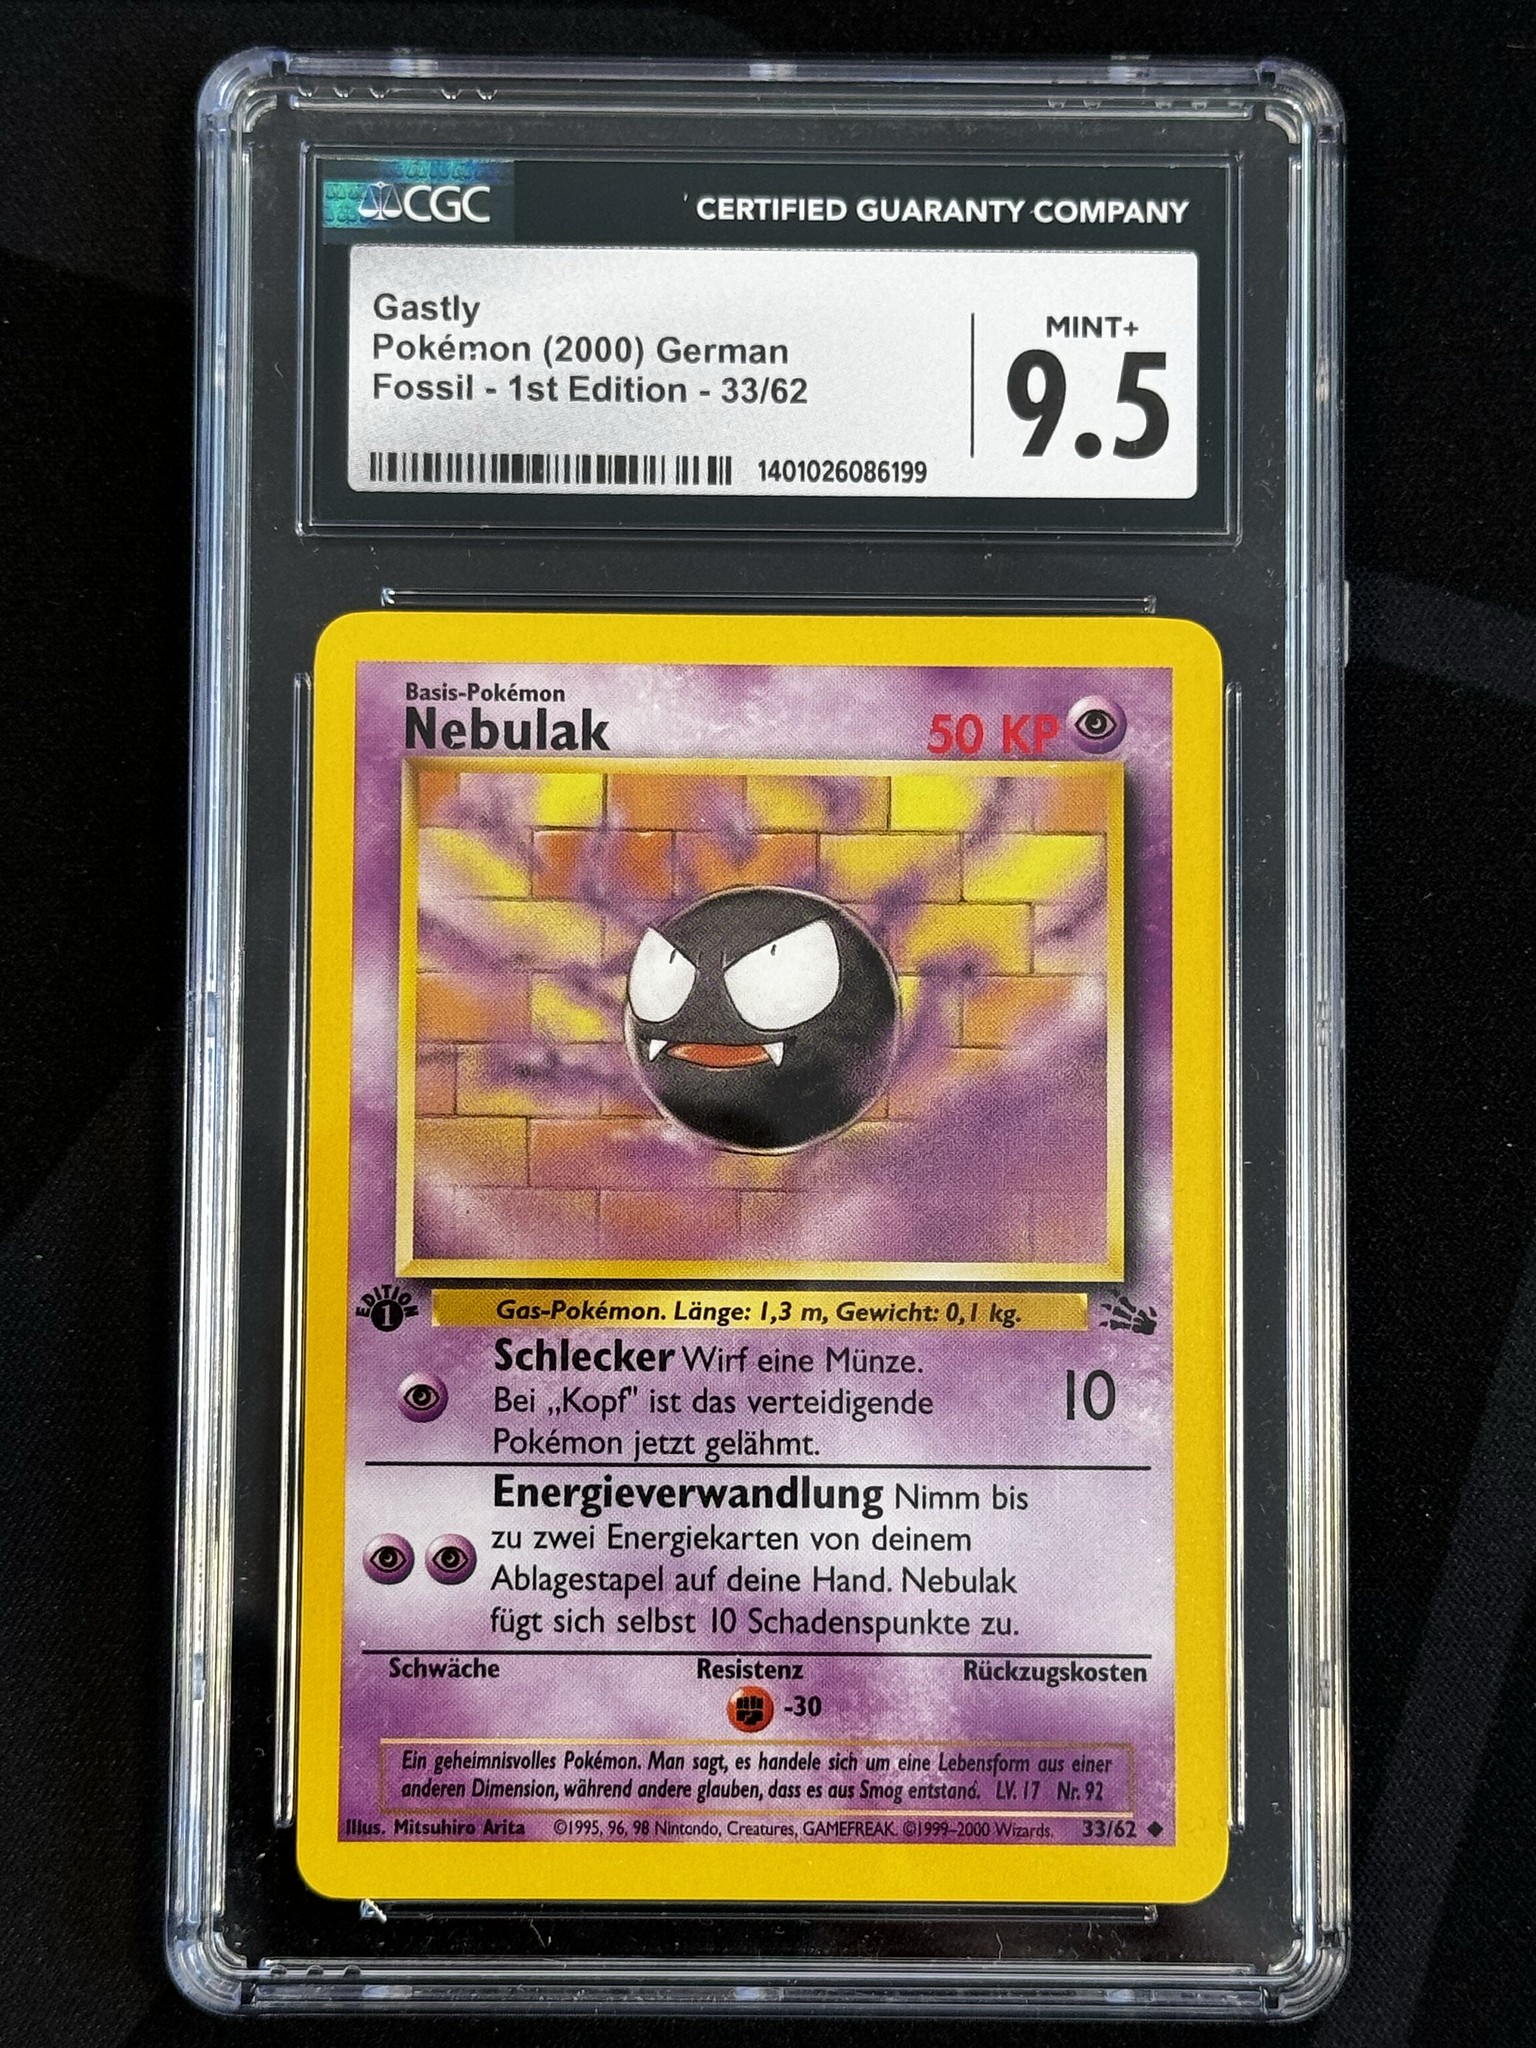 CGC
CERTIFIED GUARANTY COMPANY
Gastly
Pokémon (2000) German
Fossil - 1st Edition - 33/62
1401026086199
MINT+
9.5
Basis-Pokémon
Nebulak
50 KP
EDITION
1
Gas-Pokémon. Länge: 1,3 m, Gewicht: 0,1 kg.
Schlecker Wirf eine Münze.
Bei „Kopf" ist das verteidigende
Pokémon jetzt gelähmt.
10
Energieverwandlung Nimm bis
zu zwei Energiekarten von deinem
Ablagestapel auf deine Hand. Nebulak
fügt sich selbst 10 Schadenspunkte zu.
Schwäche
Resistenz
Rückzugskosten
-30
Ein geheimnisvolles Pokémon. Man sagt, es handele sich um eine Lebensform aus einer
anderen Dimension, während andere glauben, dass es aus Smog entstand. LV. 17 Nr. 92
Illus. Mitsuhiro Arita ©1995, 96, 98 Nintendo, Creatures, GAMEFREAK. ©1999–2000 Wizards. 33/62